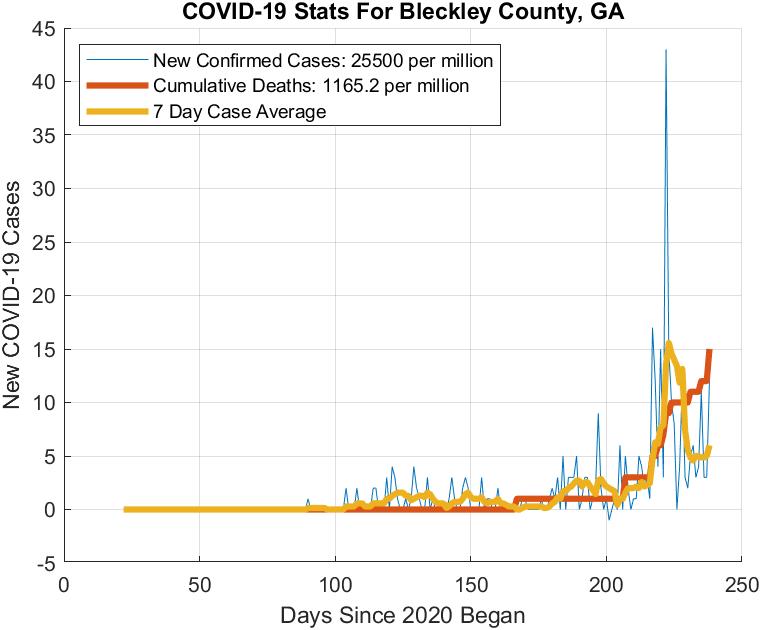 COVID-19 Stats For Bleckley County, GA
New Confirmed Cases: 25500 per million
Cumulative Deaths: 1165.2 per million
7 Day Case Average
New COVID-19 Cases
45
40
35
30
25
20
15
10
5
0
-5
0 50 100 150 200 250
Days Since 2020 Began